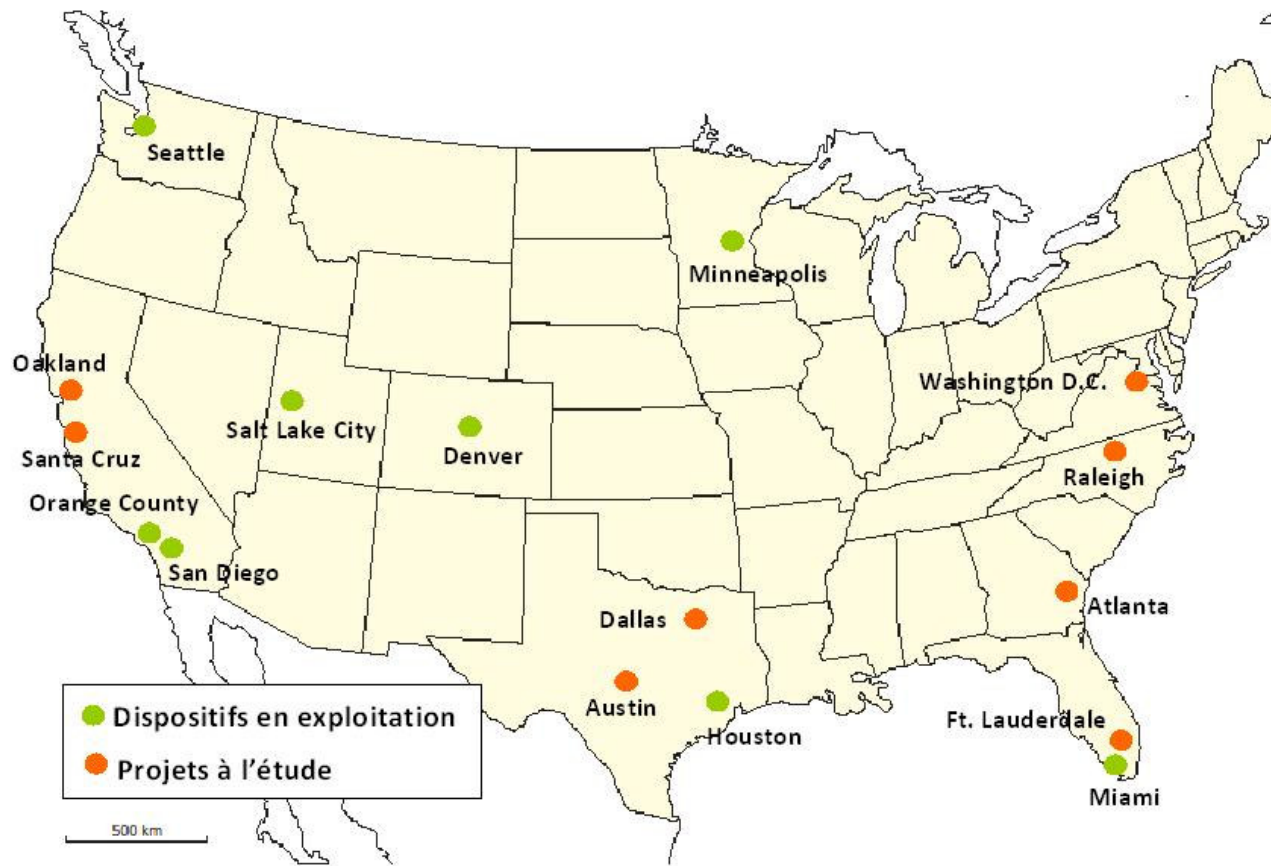 Seattle
Minneapolis
Oakland
Washington D.C.
Salt Lake City
Denver
Santa Cruz
Raleigh
Orange County
San Diego
Dallas
Atlanta
Austin
Houston
Ft. Lauderdale
Miami
Dispositifs en exploitation
Projets à l’étude
500 km